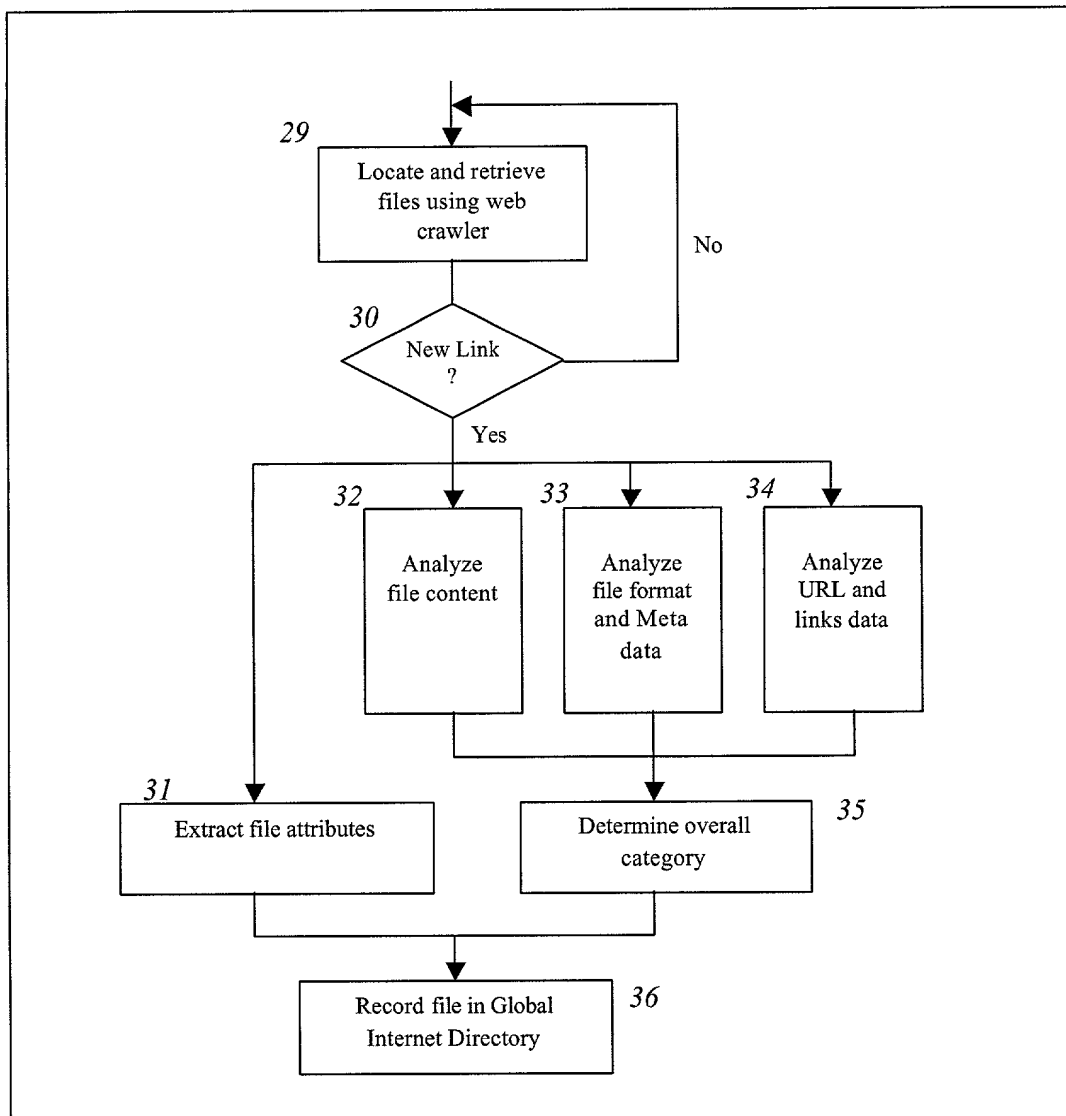 29
Locate and retrieve
files using web
crawler
No
30
New Link
?
Yes
32
Analyze
file content
33
Analyze
file format
and Meta
data
34
Analyze
URL and
links data
31
Extract file attributes
Determine overall
category
35
Record file in Global
Internet Directory
36